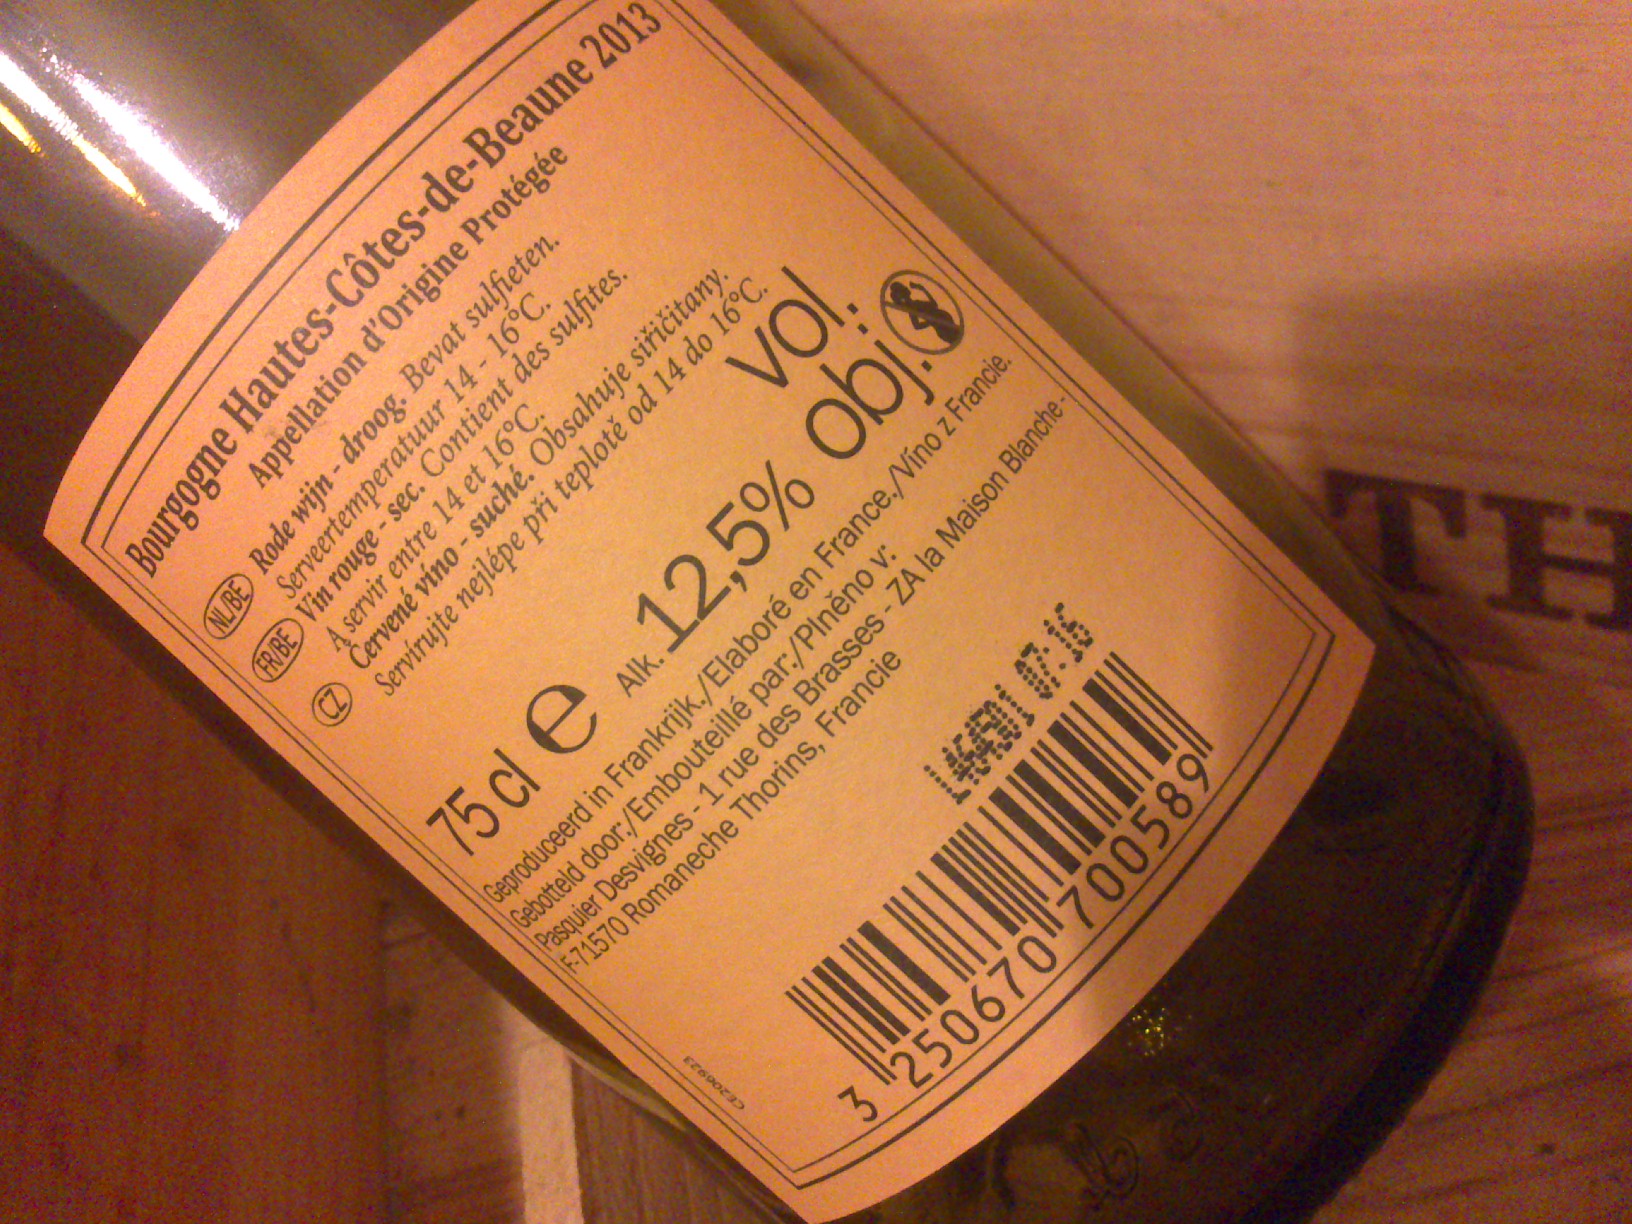 Bourgogne Hautes-Côtes-de-Beaune 2013
Appellation d'Origine Protégée
NL/BE Rode wijn - droog. Bevat sulfieten.
Serveertemperatuur 14 - 16°C.
FR/BE Vin rouge - sec. Contient des sulfites.
A servir entre 14 et 16°C.
CZ Červené víno - suché. Obsahuje siřičitany.
Servírujte nejlépe při teplotě od 14 do 16°C.
75 cl e Alk. 12,5% vol. obj.
Geproduceerd in Frankrijk./Elaboré en France./Víno z Francie.
Gebotteld door:/Embouteillé par:/Plněno v:
Pasquier Desvignes - 1 rue des Brasses - ZA la Maison Blanche -
F-71570 Romaneche Thorins, Francie
07:16
3 250670 700589
CE206923
TH